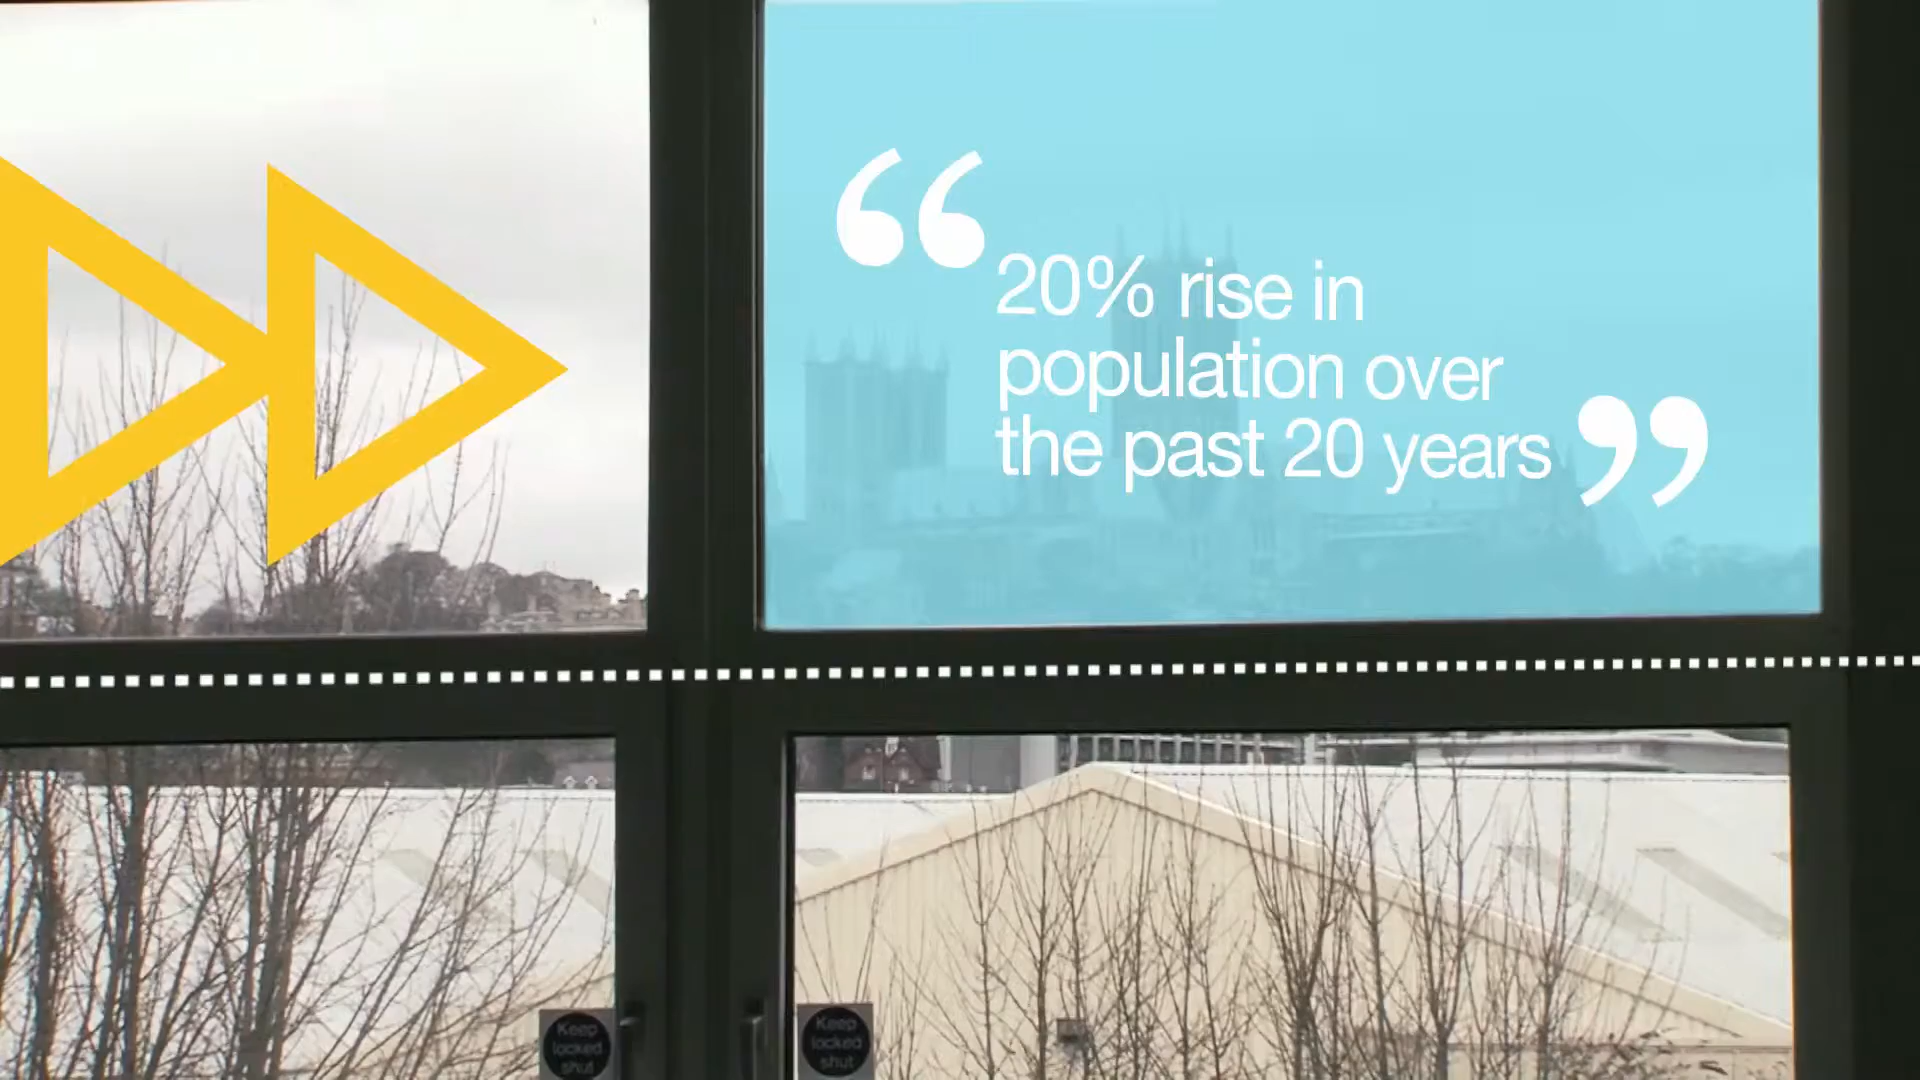 “20% rise in
population over
the past 20 years”
Keep
locked
shut
Keep
locked
shut